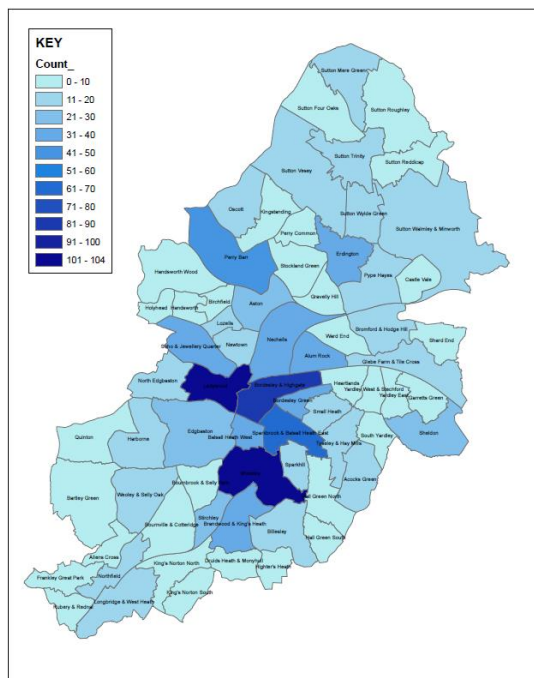 KEY
Count_
0 - 10
11 - 20
21 - 30
31 - 40
41 - 50
51 - 60
61 - 70
71 - 80
81 - 90
91 - 100
101 - 104
Sutton Mere Green
Sutton Four Oaks
Sutton Roughley
Sutton Trinity
Sutton Reddicap
Sutton Vesey
Oscott
Kingstanding
Sutton Wylde Green
Sutton Walmley & Minworth
Perry Common
Perry Barr
Erdington
Stockland Green
Pype Hayes
Handsworth Wood
Castle Vale
Birchfield
Gravelly Hill
Holyhead
Handsworth
Aston
Lozells
Bromford & Hodge Hill
Nechells
Ward End
Shard End
Newtown
Alum Rock
Glebe Farm & Tile Cross
North Edgbaston
Bordesley & Highgate
Heartlands
Yardley West & Stechford
Yardley East
Garretts Green
Bordesley Green
Small Heath
Quinton
Harborne
Edgbaston
Balsall Heath West
Sparkbrook & Balsall Heath East
South Yardley
Sheldon
Tyseley & Hay Mills
Sparkhill
Acocks Green
Bartley Green
Weoley & Selly Oak
Hall Green North
Bournville & Cotteridge
Stirchley
Brandwood & King's Heath
Billesley
Hall Green South
Allens Cross
King's Norton North
Druids Heath & Monyhull
Highter's Heath
Frankley Great Park
Northfield
Longbridge & West Heath
King's Norton South